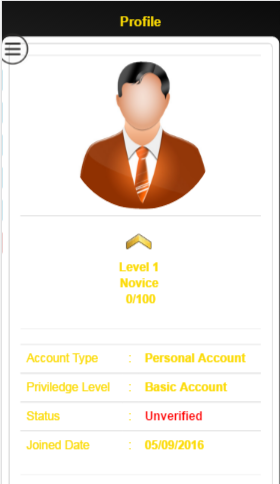 Profile
Level 1
Novice
0/100
Account Type : Personal Account
Priviledge Level : Basic Account
Status : Unverified
Joined Date : 05/09/2016